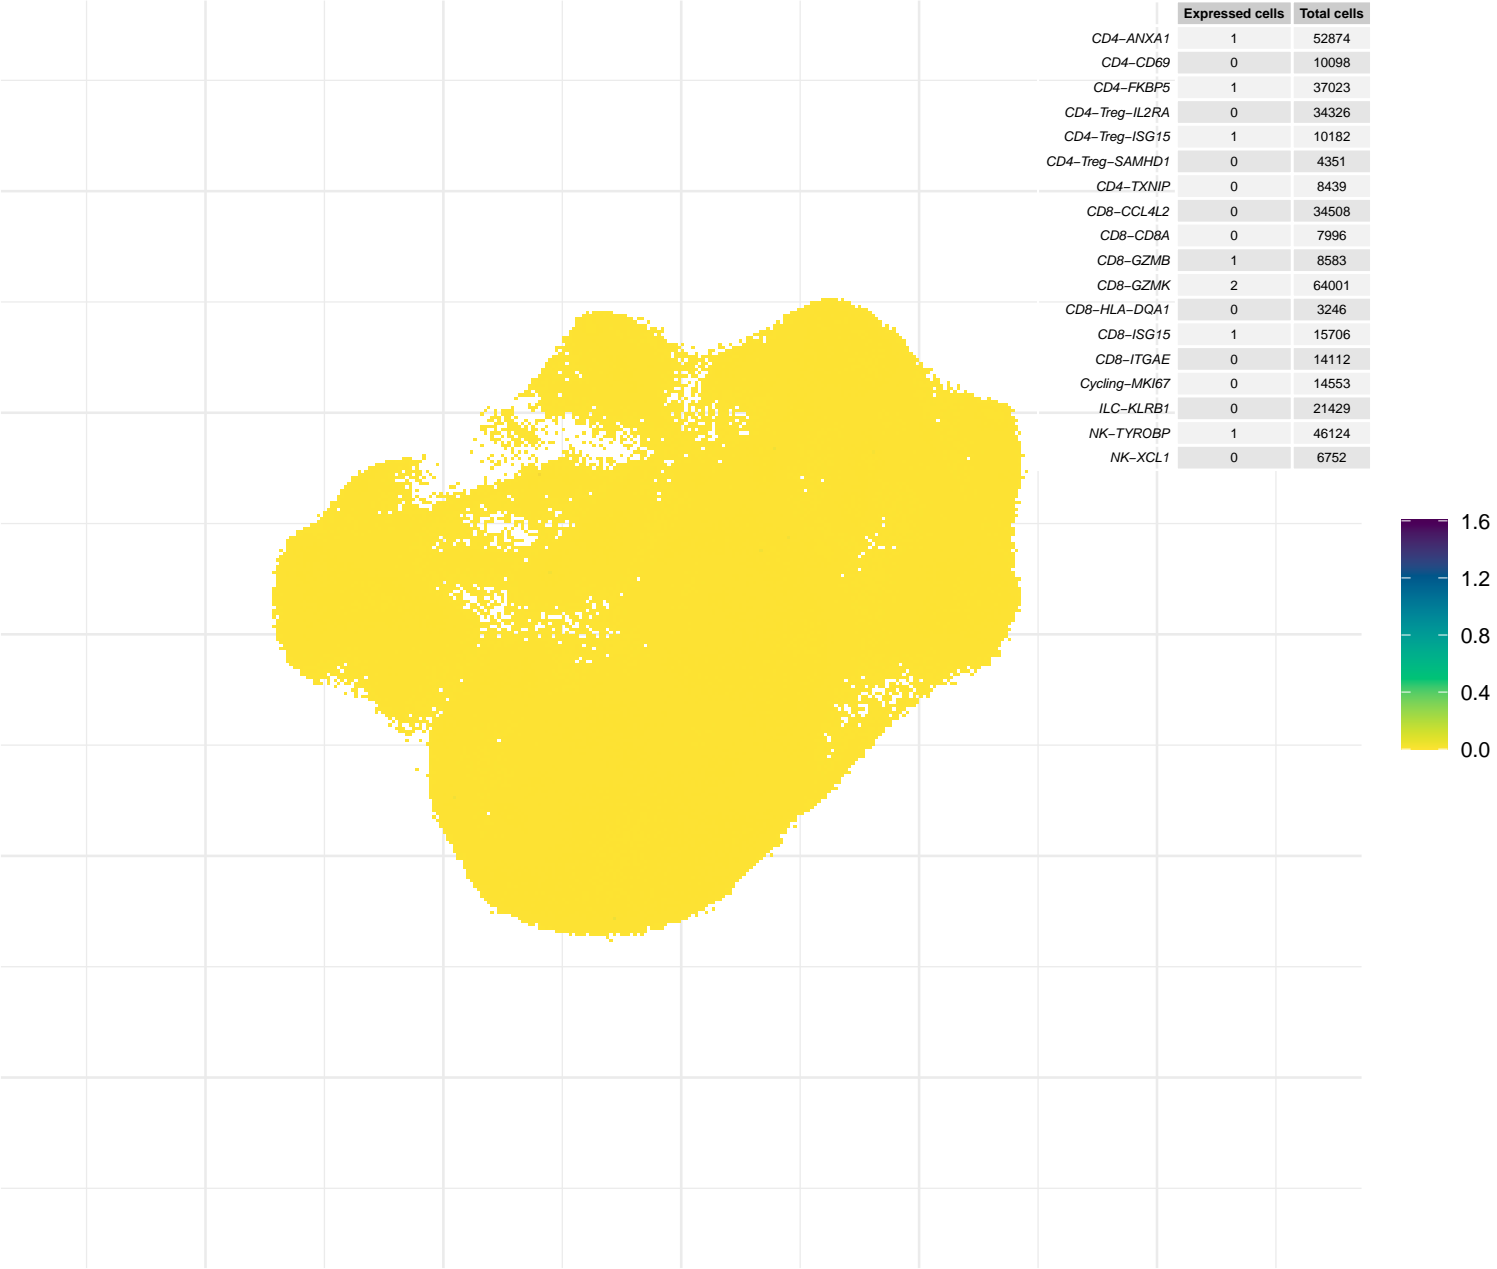 Expressed cells Total cells
CD4−ANXA1 1 52874
CD4−CD69 0 10098
CD4−FKBP5 1 37023
CD4−Treg−IL2RA 0 34326
CD4−Treg−ISG15 1 10182
CD4−Treg−SAMHD1 0 4351
CD4−TXNIP 0 8439
CD8−CCL4L2 0 34508
CD8−CD8A 0 7996
CD8−GZMB 1 8583
CD8−GZMK 2 64001
CD8−HLA−DQA1 0 3246
CD8−ISG15 1 15706
CD8−ITGAE 0 14112
Cycling−MKI67 0 14553
ILC−KLRB1 0 21429
NK−TYROBP 1 46124
NK−XCL1 0 6752
1.6
1.2
0.8
0.4
0.0